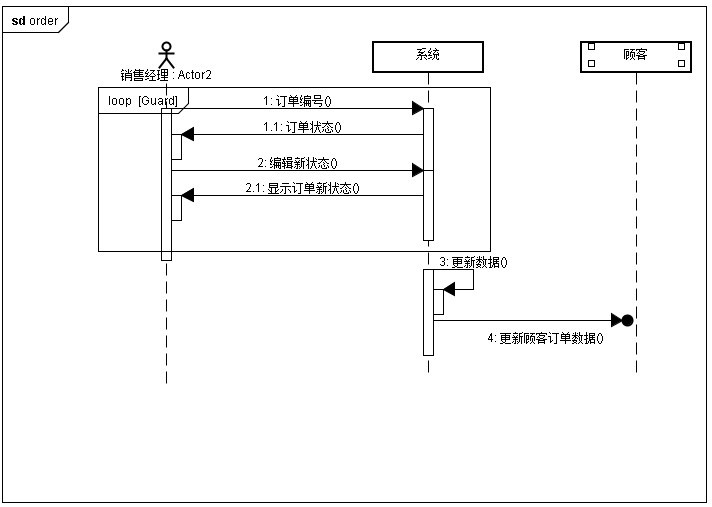 sd order
系统
顾客
销售经理 : Actor2
loop [Guard]
1: 订单编号()
1.1: 订单状态()
2: 编辑新状态()
2.1: 显示订单新状态()
3: 更新数据()
4: 更新顾客订单数据()